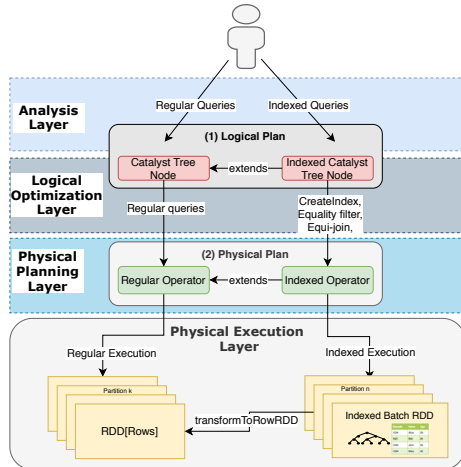 Regular Queries
Indexed Queries
Analysis
Layer
(1) Logical Plan
Catalyst Tree
Node
extends
Indexed Catalyst
Tree Node
Logical
Optimization
Layer
Regular queries
CreateIndex,
Equality filter,
Equi-join,
Physical
Planning
Layer
(2) Physical Plan
Regular Operator
extends
Indexed Operator
Physical Execution
Layer
Regular Execution
Indexed Execution
Partition k
RDD[Rows]
transformToRowRDD
Partition n
Indexed Batch RDD